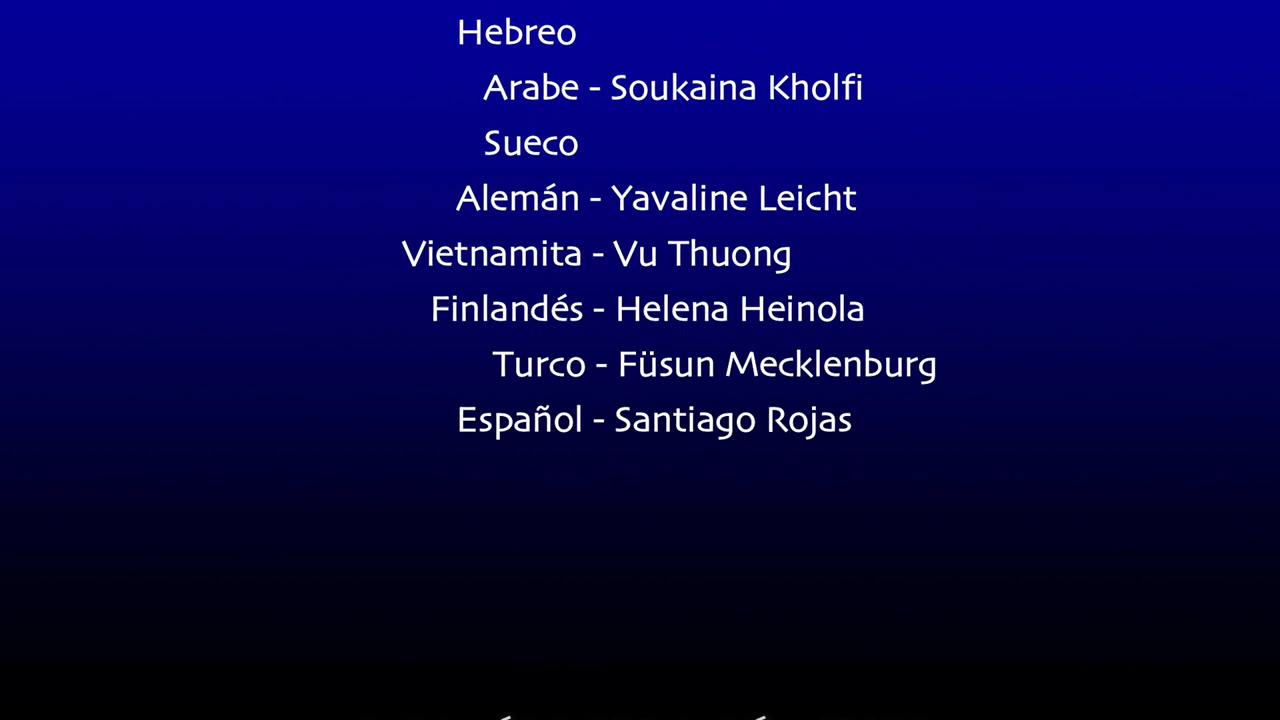 Hebreo
Arabe - Soukaina Kholfi
Sueco
Alemán - Yavaline Leicht
Vietnamita - Vu Thuong
Finlandés - Helena Heinola
Turco - Füsun Mecklenburg
Español - Santiago Rojas